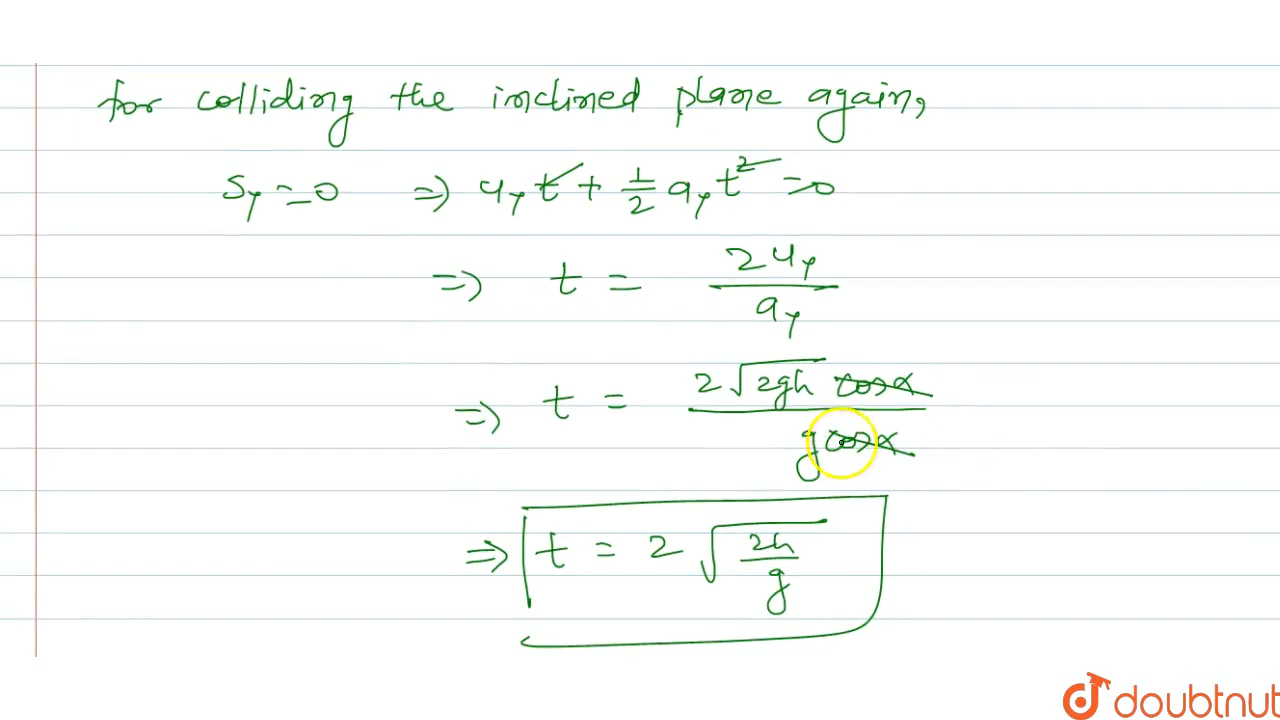 for colliding the inclined plane again,
Sy = 0 ⇒ uy t + 1/2 ay t² = 0
⇒ t = 2uy/ay
⇒ t = 2√2gh cosα/g cosα
⇒ t = 2√(2h/g)
doubtnut